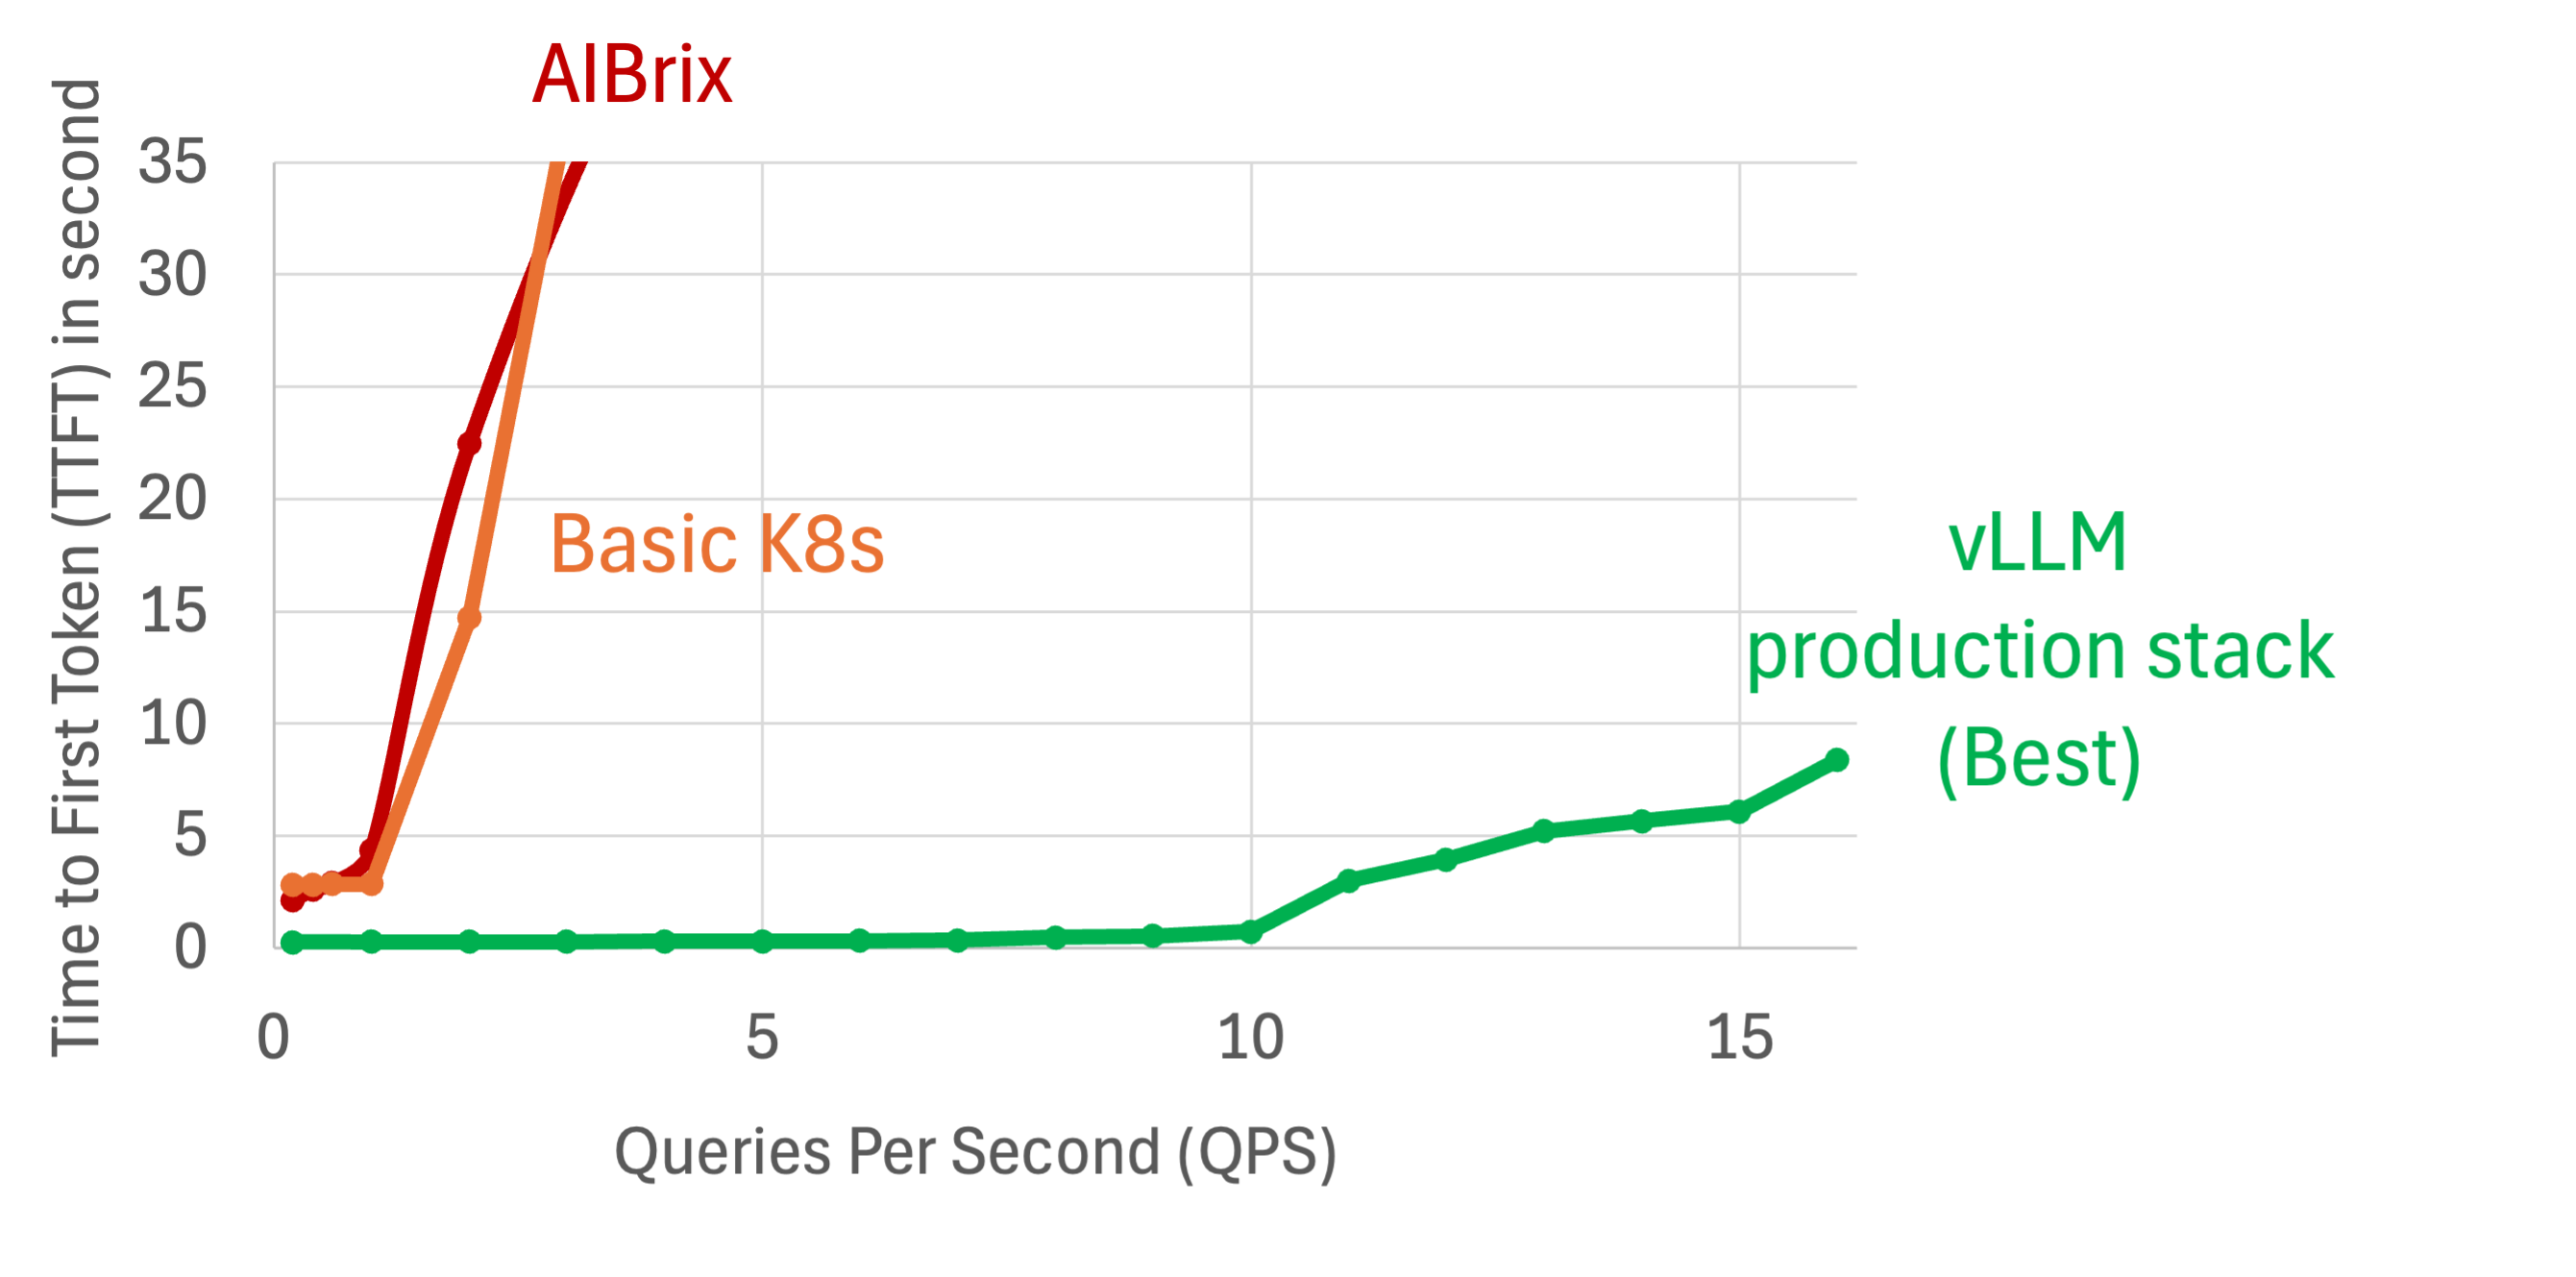 AIBrix
Time to First Token (TTFT) in second
35
30
25
20
15
10
5
0
Basic K8s
vLLM
production stack
(Best)
0
5
10
15
Queries Per Second (QPS)